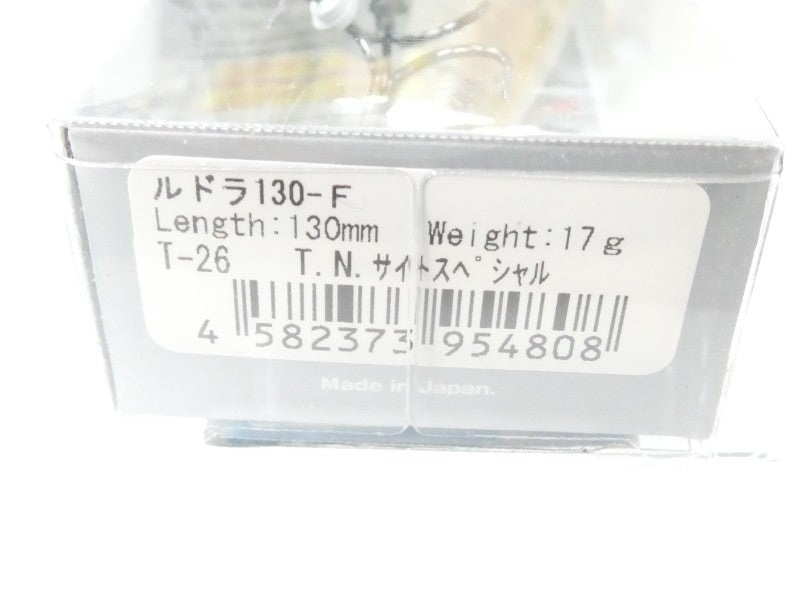 ルドラ130-F
Length:130mm Weight:17g
T-26 T.N.サイトスペシャル
4 582373 954808
Made in Japan.